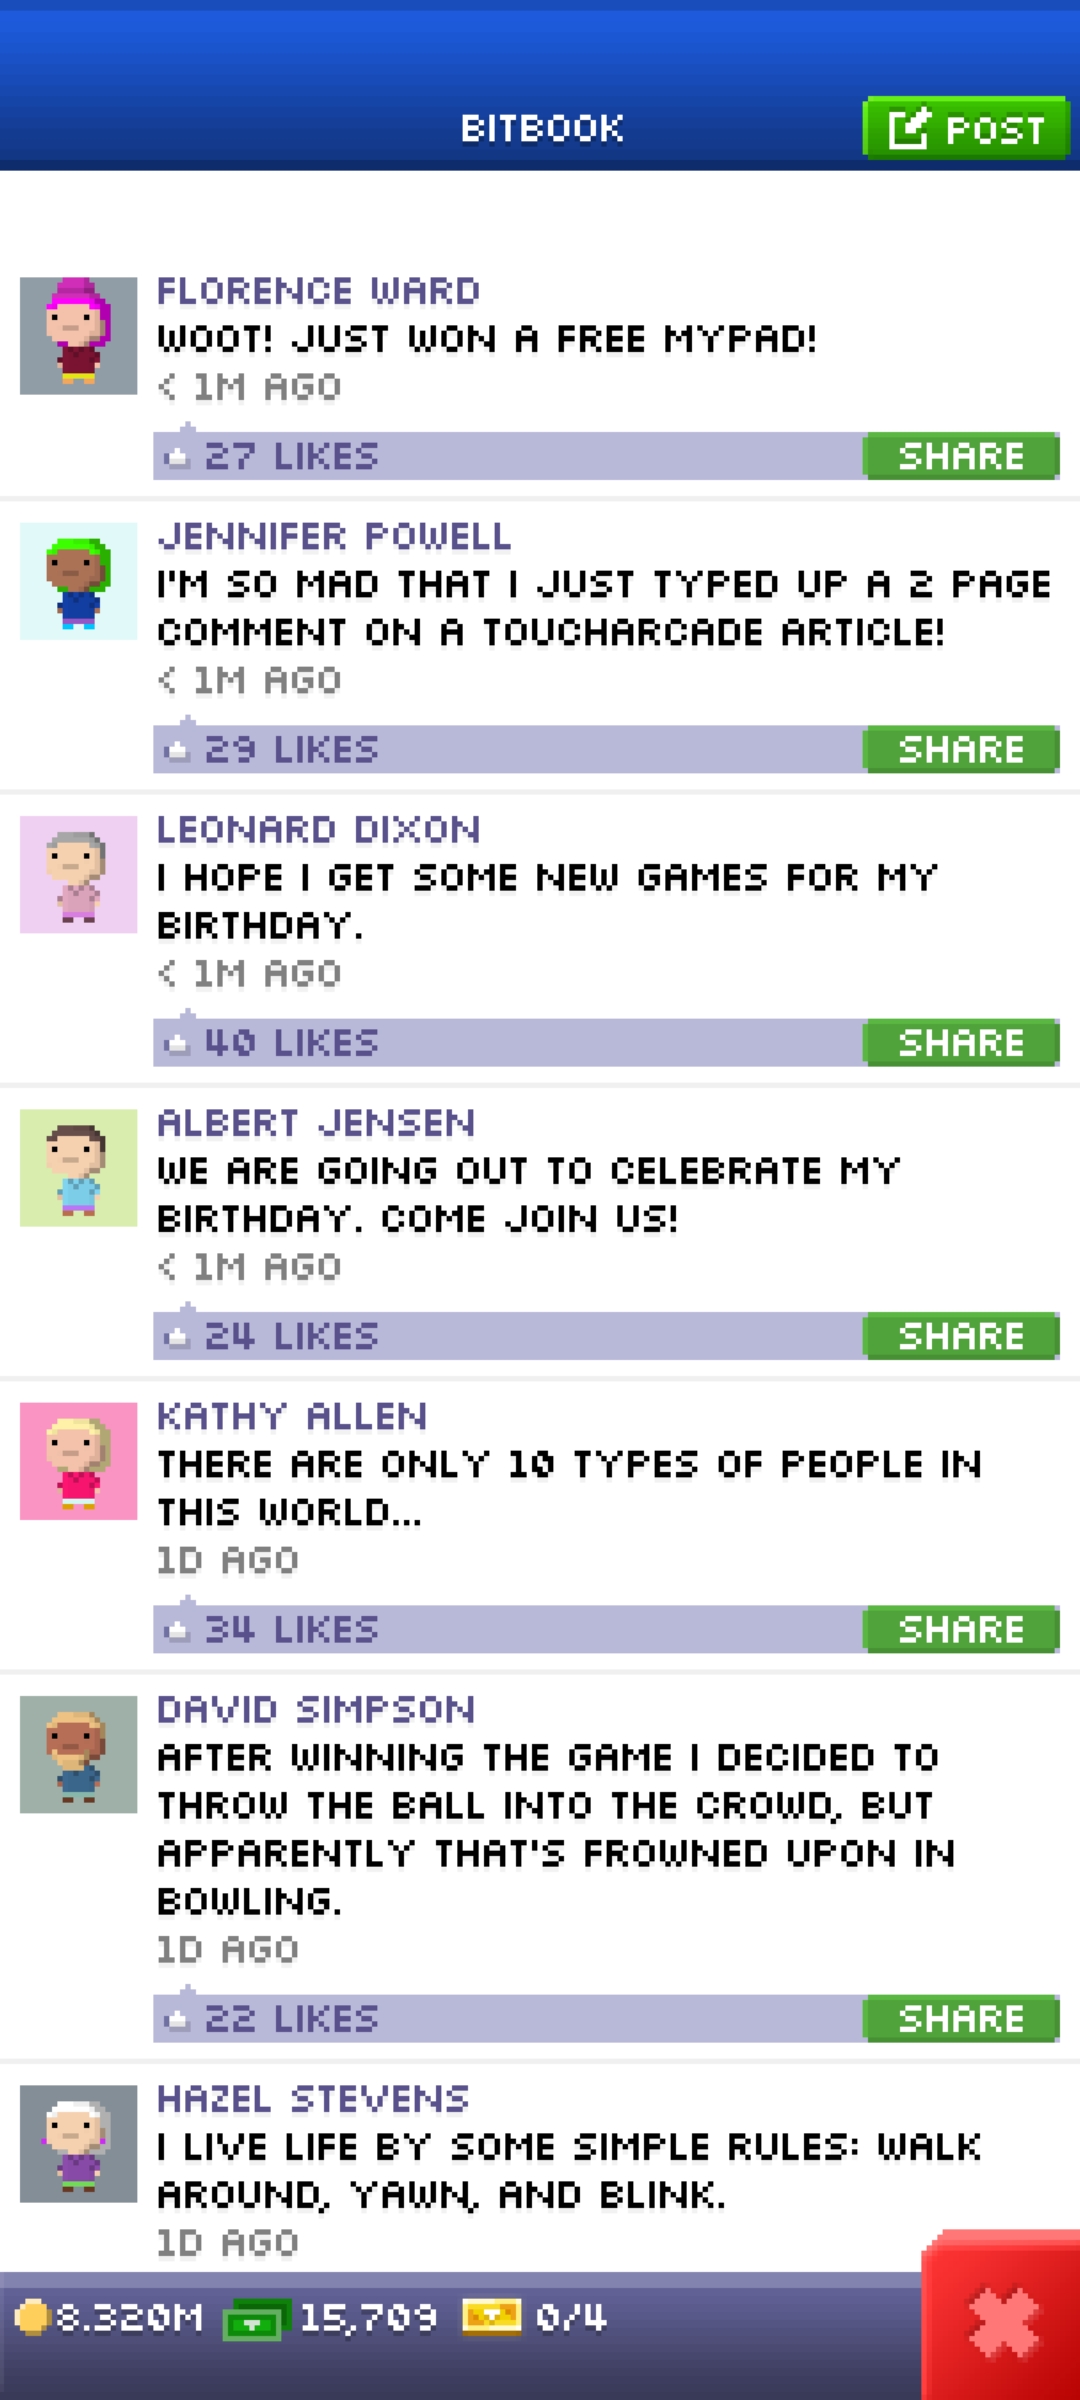 BITBOOK
POST
FLORENCE WARD
WOOT! JUST WON A FREE MYPAD!
< 1M AGO
27 LIKES
SHARE
JENNIFER POWELL
I'M SO MAD THAT I JUST TYPED UP A 2 PAGE
COMMENT ON A TOUCHARCADE ARTICLE!
< 1M AGO
29 LIKES
SHARE
LEONARD DIXON
I HOPE I GET SOME NEW GAMES FOR MY
BIRTHDAY.
< 1M AGO
40 LIKES
SHARE
ALBERT JENSEN
WE ARE GOING OUT TO CELEBRATE MY
BIRTHDAY. COME JOIN US!
< 1M AGO
24 LIKES
SHARE
KATHY ALLEN
THERE ARE ONLY 10 TYPES OF PEOPLE IN
THIS WORLD...
1D AGO
34 LIKES
SHARE
DAVID SIMPSON
AFTER WINNING THE GAME I DECIDED TO
THROW THE BALL INTO THE CROWD, BUT
APPARENTLY THAT'S FROWNED UPON IN
BOWLING.
1D AGO
22 LIKES
SHARE
HAZEL STEVENS
I LIVE LIFE BY SOME SIMPLE RULES: WALK
AROUND, YAWN, AND BLINK.
1D AGO
8.320M 15,709 0/4